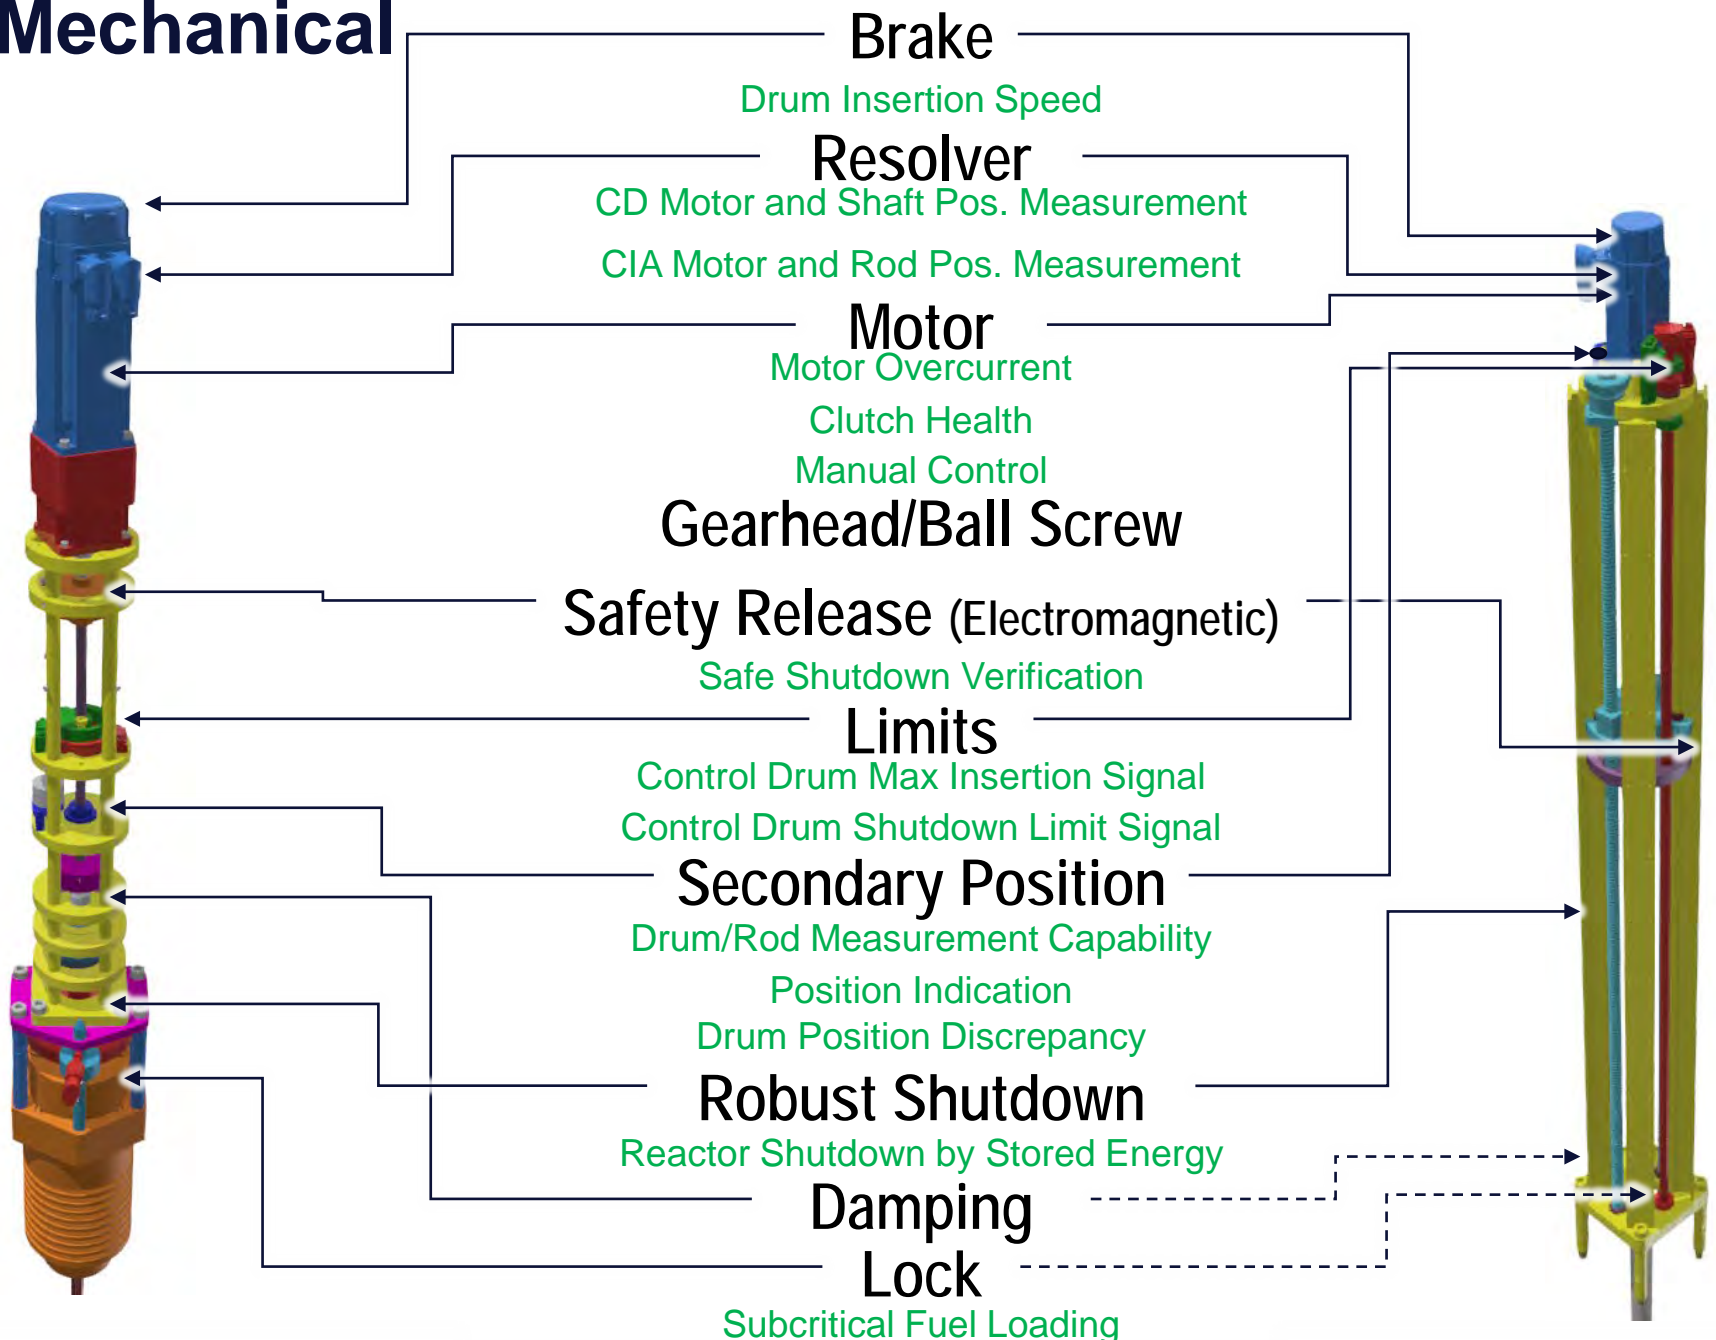 Mechanical
Brake
Drum Insertion Speed
Resolver
CD Motor and Shaft Pos. Measurement
CIA Motor and Rod Pos. Measurement
Motor
Motor Overcurrent
Clutch Health
Manual Control
Gearhead/Ball Screw
Safety Release (Electromagnetic)
Safe Shutdown Verification
Limits
Control Drum Max Insertion Signal
Control Drum Shutdown Limit Signal
Secondary Position
Drum/Rod Measurement Capability
Position Indication
Drum Position Discrepancy
Robust Shutdown
Reactor Shutdown by Stored Energy
Damping
Lock
Subcritical Fuel Loading